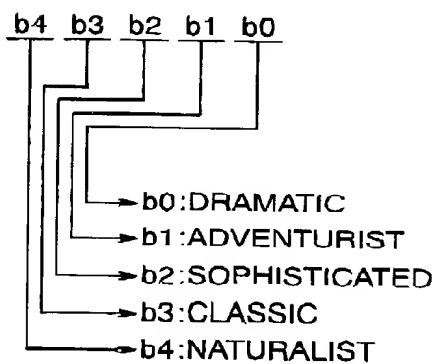 b4 b3 b2 b1 b0
b0:DRAMATIC
b1:ADVENTURIST
b2:SOPHISTICATED
b3:CLASSIC
b4:NATURALIST